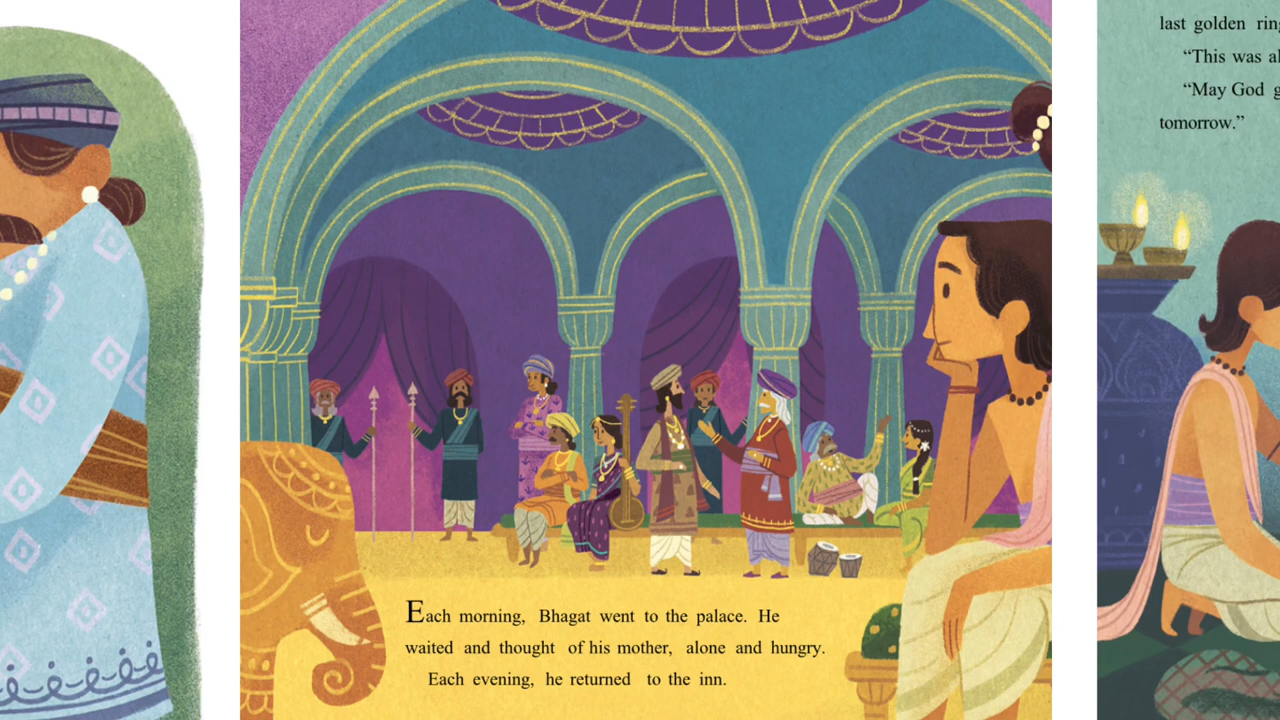 Each morning, Bhagat went to the palace. He
waited and thought of his mother, alone and hungry.
Each evening, he returned to the inn.
last golden
“This was
“May God
tomorrow.”